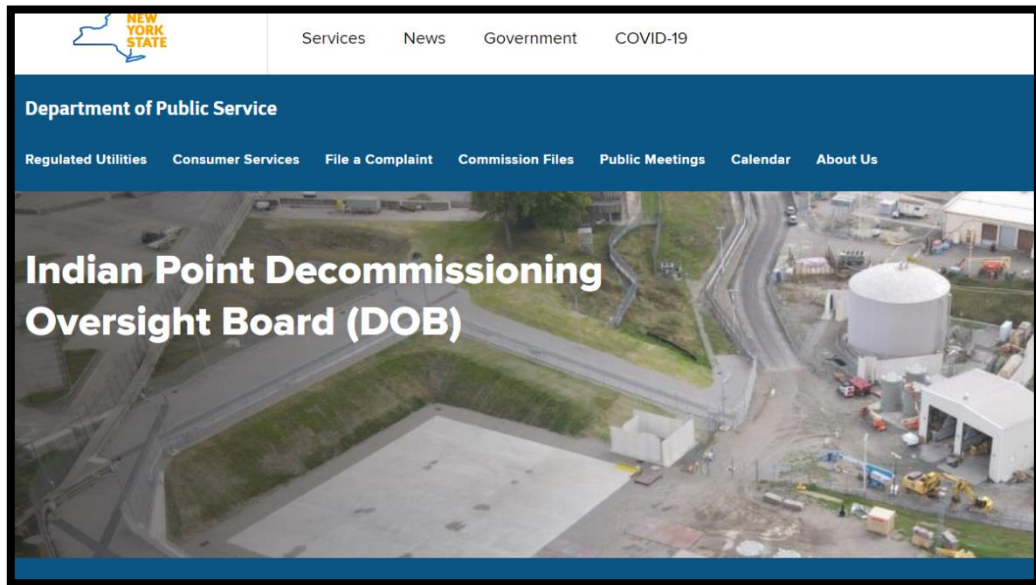 NEW
YORK
STATE
Services News Government COVID-19
Department of Public Service
Regulated Utilities Consumer Services File a Complaint Commission Files Public Meetings Calendar About Us
Indian Point Decommissioning
Oversight Board (DOB)